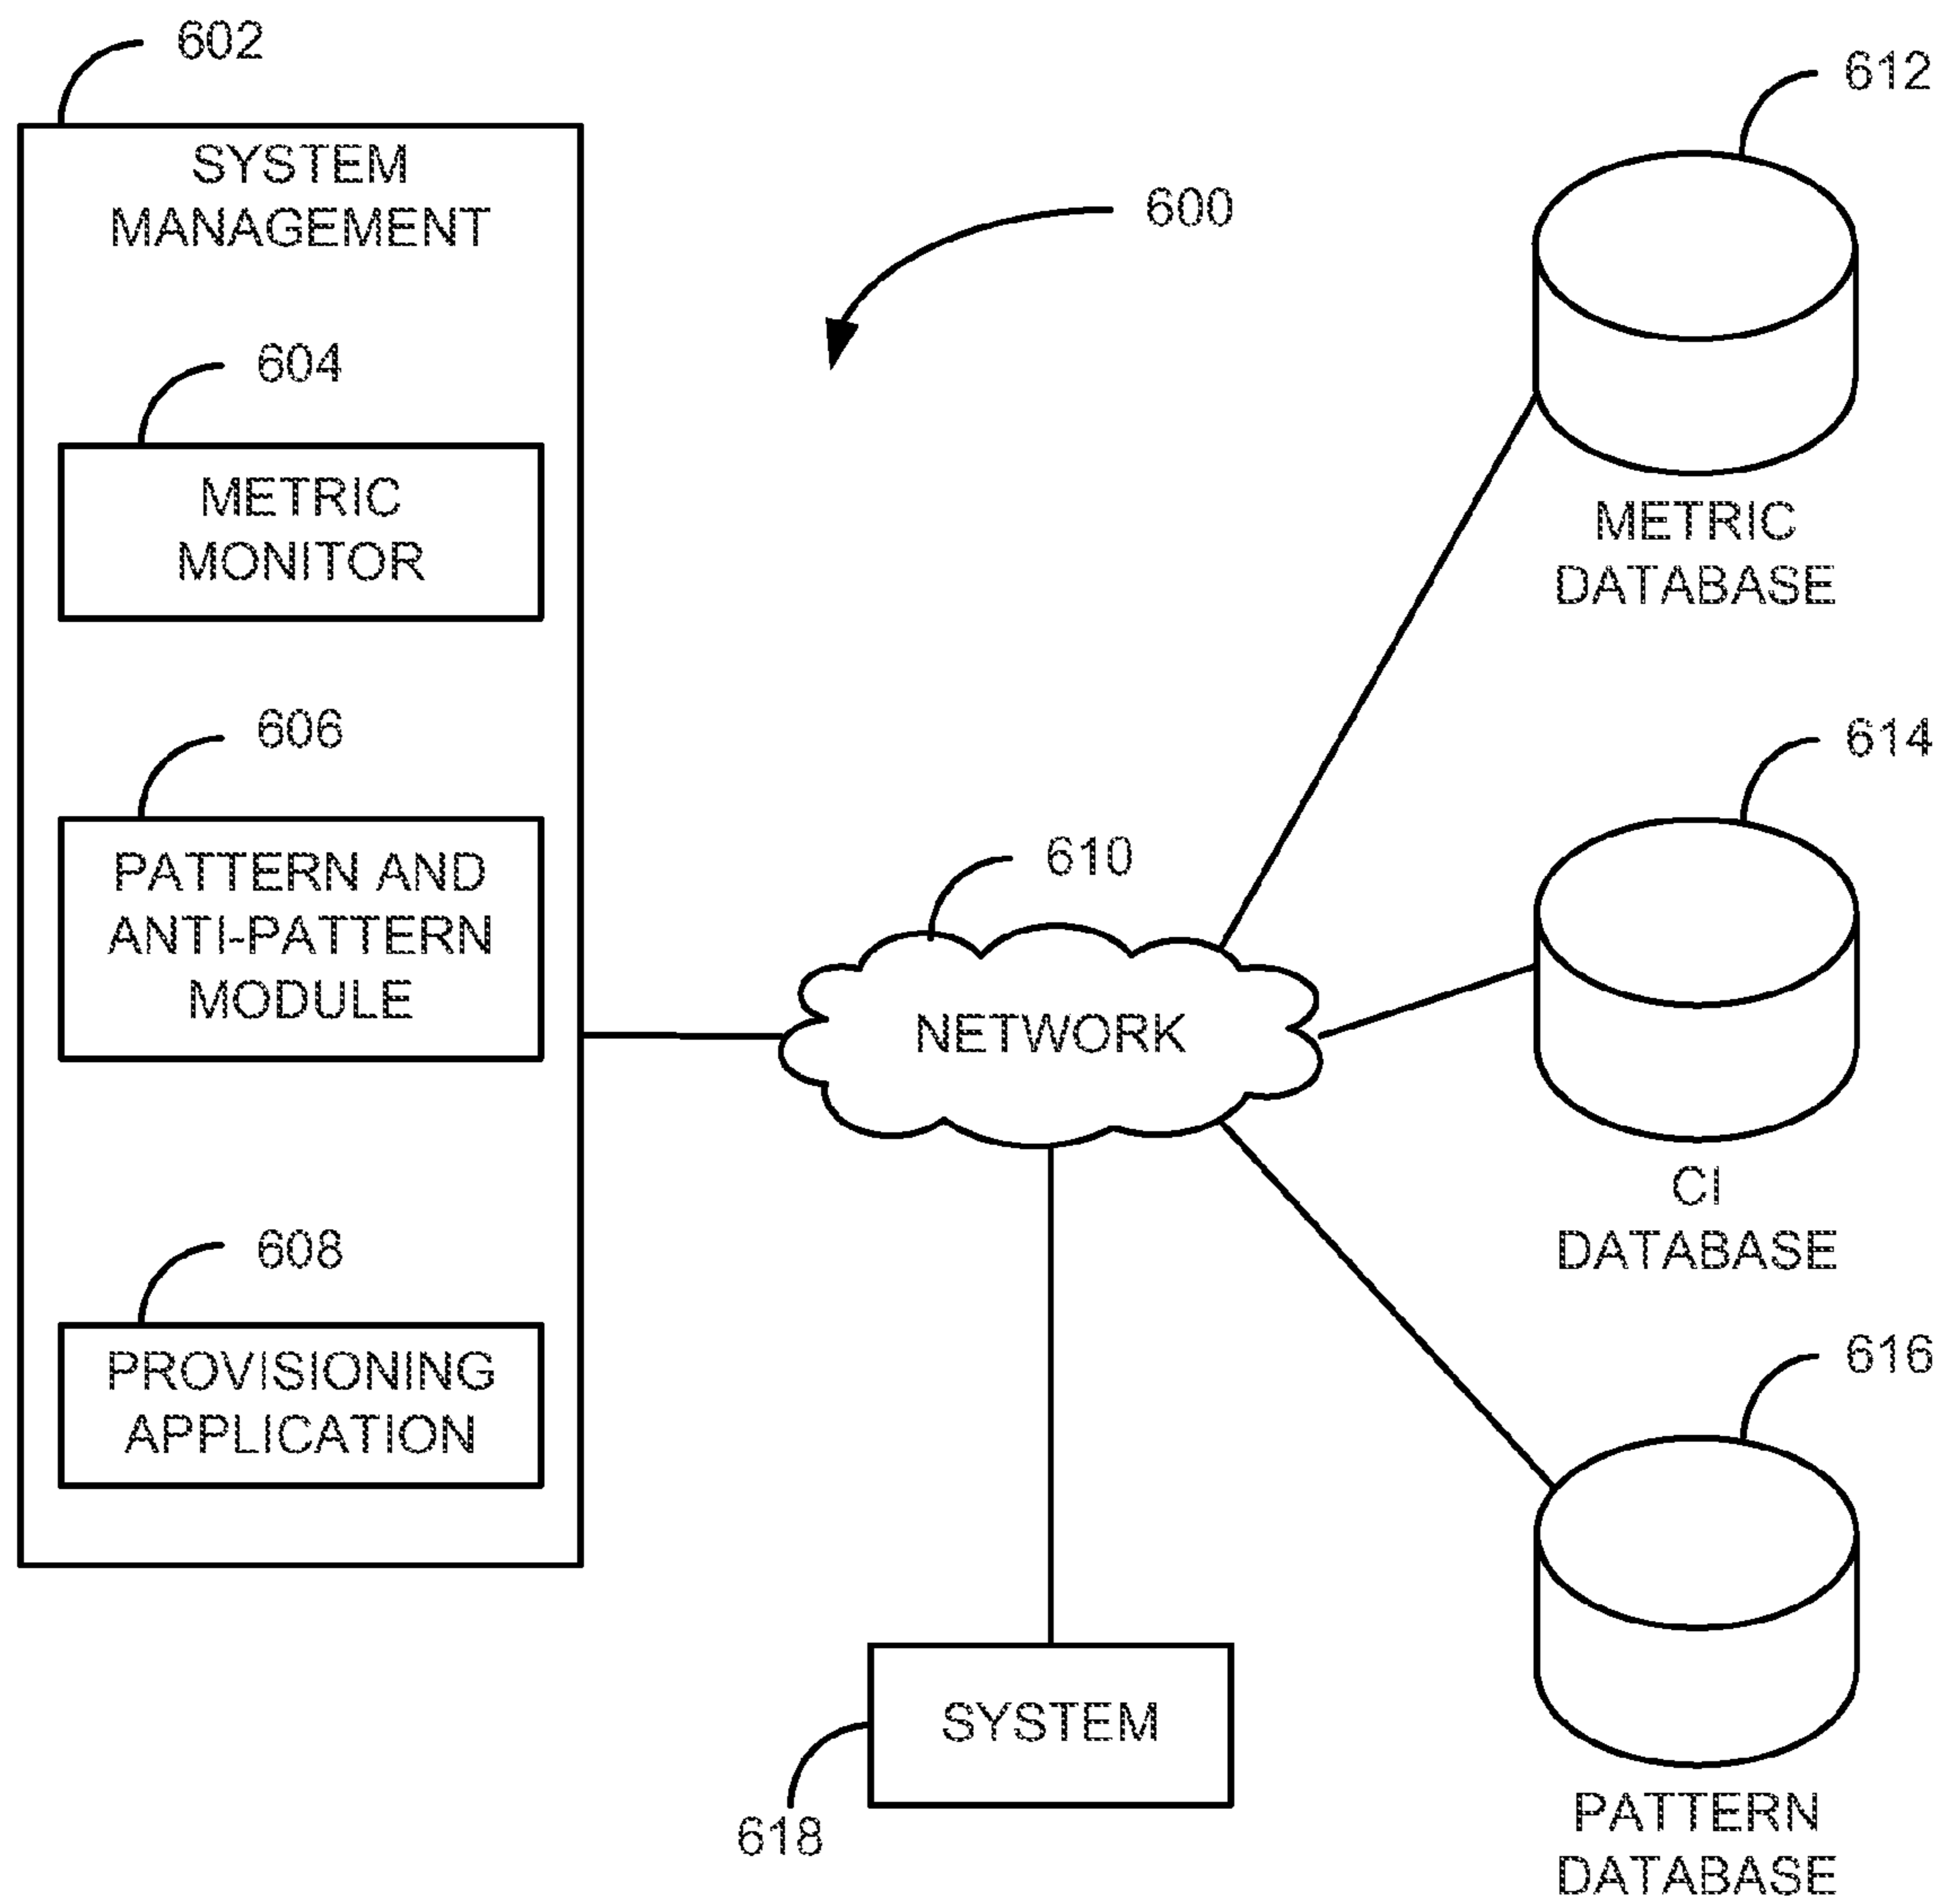 602
SYSTEM
MANAGEMENT
604
METRIC
MONITOR
606
PATTERN AND
ANTI-PATTERN
MODULE
608
PROVISIONING
APPLICATION
600
610
NETWORK
618
SYSTEM
612
METRIC
DATABASE
614
CI
DATABASE
616
PATTERN
DATABASE